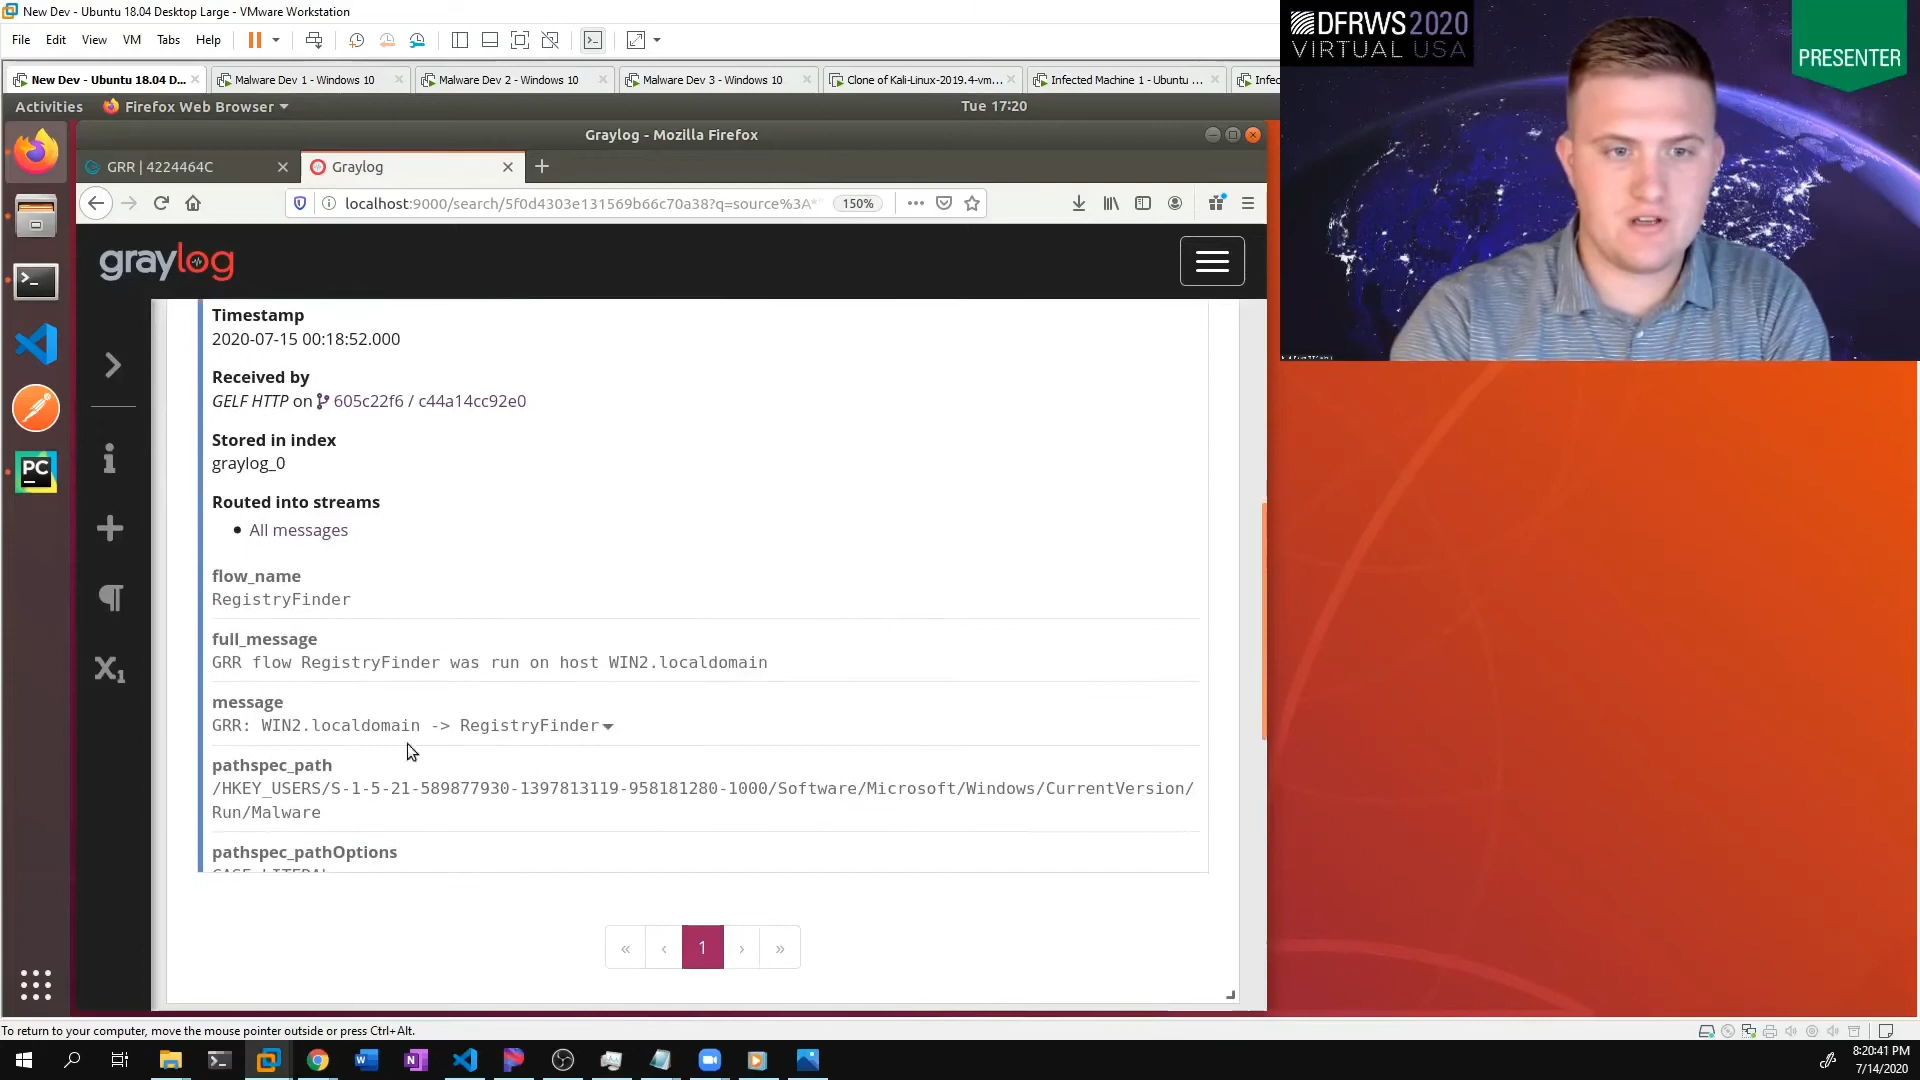 New Dev - Ubuntu 18.04 Desktop Large - VMware Workstation
File Edit View VM Tabs Help
New Dev - Ubuntu 18.04 D...
Malware Dev 1 - Windows 10
Malware Dev 2 - Windows 10
Malware Dev 3 - Windows 10
Clone of Kali-Linux-2019.4-vm...
Infected Machine 1 - Ubuntu ...
Infec
DFRWS2020
VIRTUAL USA
PRESENTER
Activities
Firefox Web Browser
Tue 17:20
Graylog - Mozilla Firefox
GRR | 4224464C
Graylog
localhost:9000/search/5f0d4303e131569b66c70a38?q=source%3A*
150%
graylog
Timestamp
2020-07-15 00:18:52.000
Received by
GELF HTTP on 605c22f6 / c44a14cc92e0
Stored in index
graylog_0
Routed into streams
All messages
flow_name
RegistryFinder
full_message
GRR flow RegistryFinder was run on host WIN2.localdomain
message
GRR: WIN2.localdomain -> RegistryFinder
pathspec_path
/HKEY_USERS/S-1-5-21-589877930-1397813119-958181280-1000/Software/Microsoft/Windows/CurrentVersion/
Run/Malware
pathspec_pathOptions
« ‹ 1 › »
To return to your computer, move the mouse pointer outside or press Ctrl+Alt.
8:20:41 PM
7/14/2020